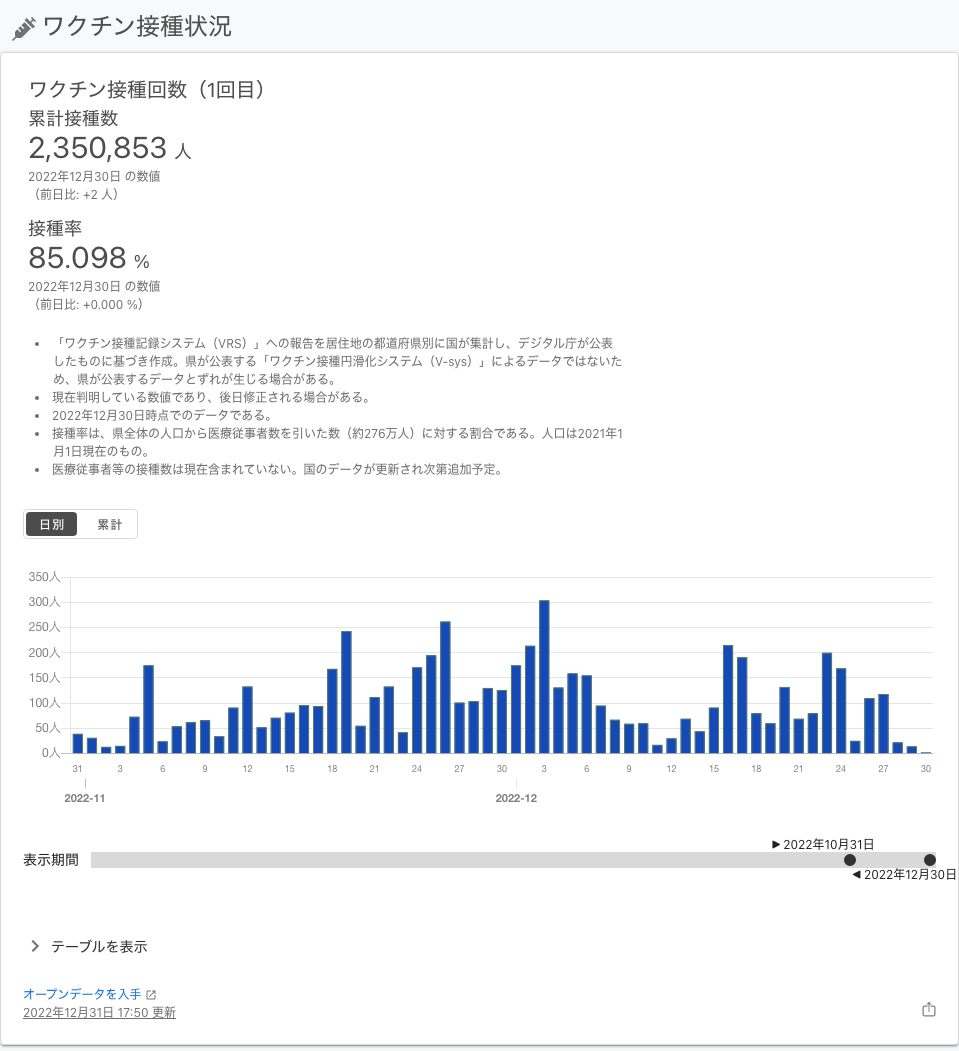 ワクチン接種状況
ワクチン接種回数（1回目）
累計接種数
2,350,853 人
2022年12月30日 の数値
（前日比: +2 人）
接種率
85.098 %
2022年12月30日 の数値
（前日比: +0.000 %）
• 「ワクチン接種記録システム（VRS）」への報告を居住地の都道府県別に国が集計し、デジタル庁が公表
したものに基づき作成。県が公表する「ワクチン接種円滑化システム（V-sys）」によるデータではないた
め、県が公表するデータとずれが生じる場合がある。
• 現在判明している数値であり、後日修正される場合がある。
• 2022年12月30日時点でのデータである。
• 接種率は、県全体の人口から医療従事者数を引いた数（約276万人）に対する割合である。人口は2021年1
月1日現在のもの。
• 医療従事者等の接種数は現在含まれていない。国のデータが更新され次第追加予定。
日別 累計
350人
300人
250人
200人
150人
100人
50人
0人
31 3 6 9 12 15 18 21 24 27 30 3 6 9 12 15 18 21 24 27 30
2022-11 2022-12
▶ 2022年10月31日
表示期間
◀ 2022年12月30日
テーブルを表示
オープンデータを入手
2022年12月31日 17:50 更新